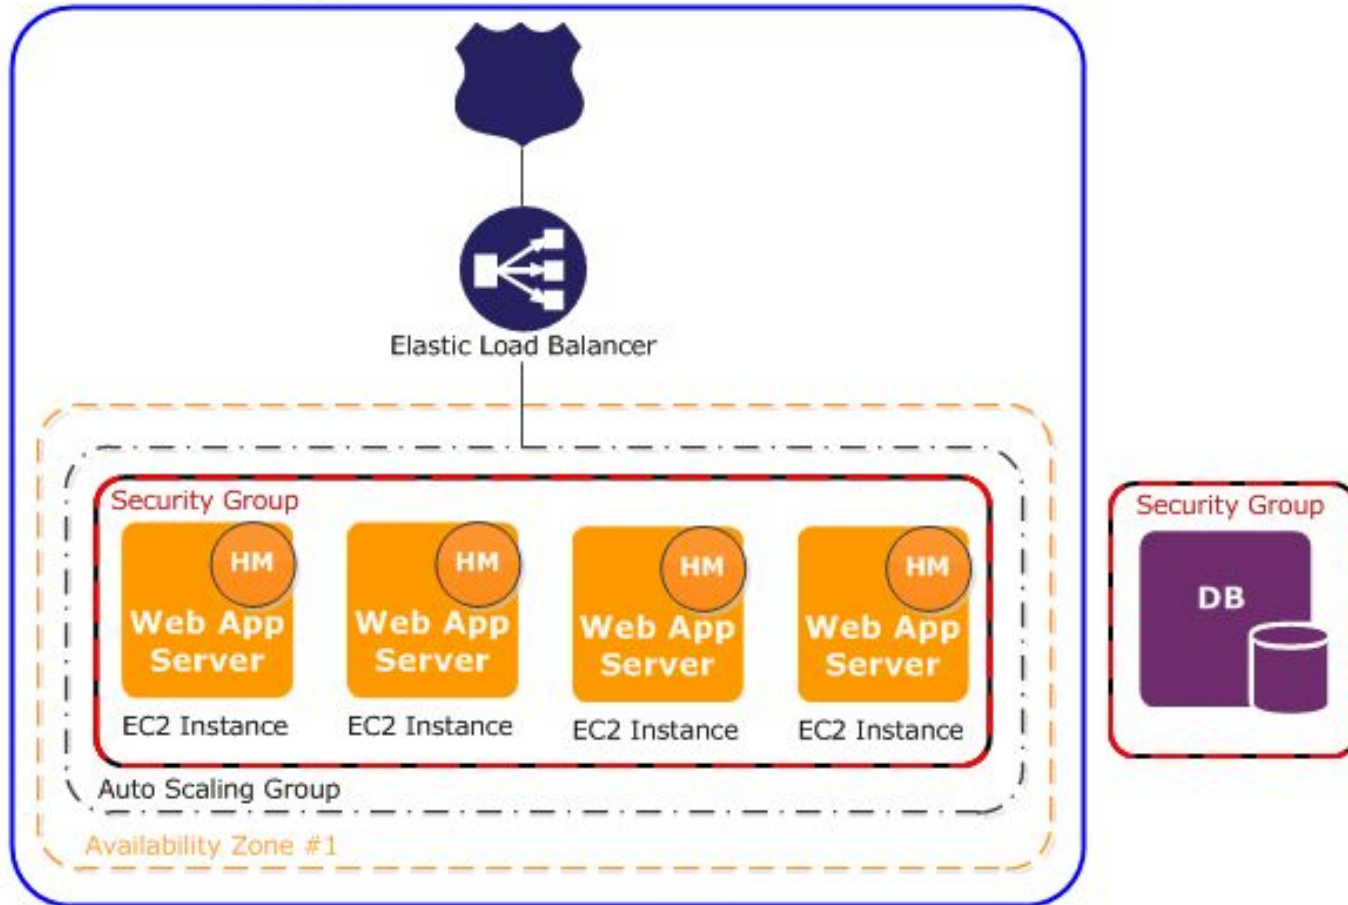 Elastic Load Balancer
Security Group
HM
Web App
Server
EC2 Instance
HM
Web App
Server
EC2 Instance
HM
Web App
Server
EC2 Instance
HM
Web App
Server
EC2 Instance
Auto Scaling Group
Availability Zone #1
Security Group
DB